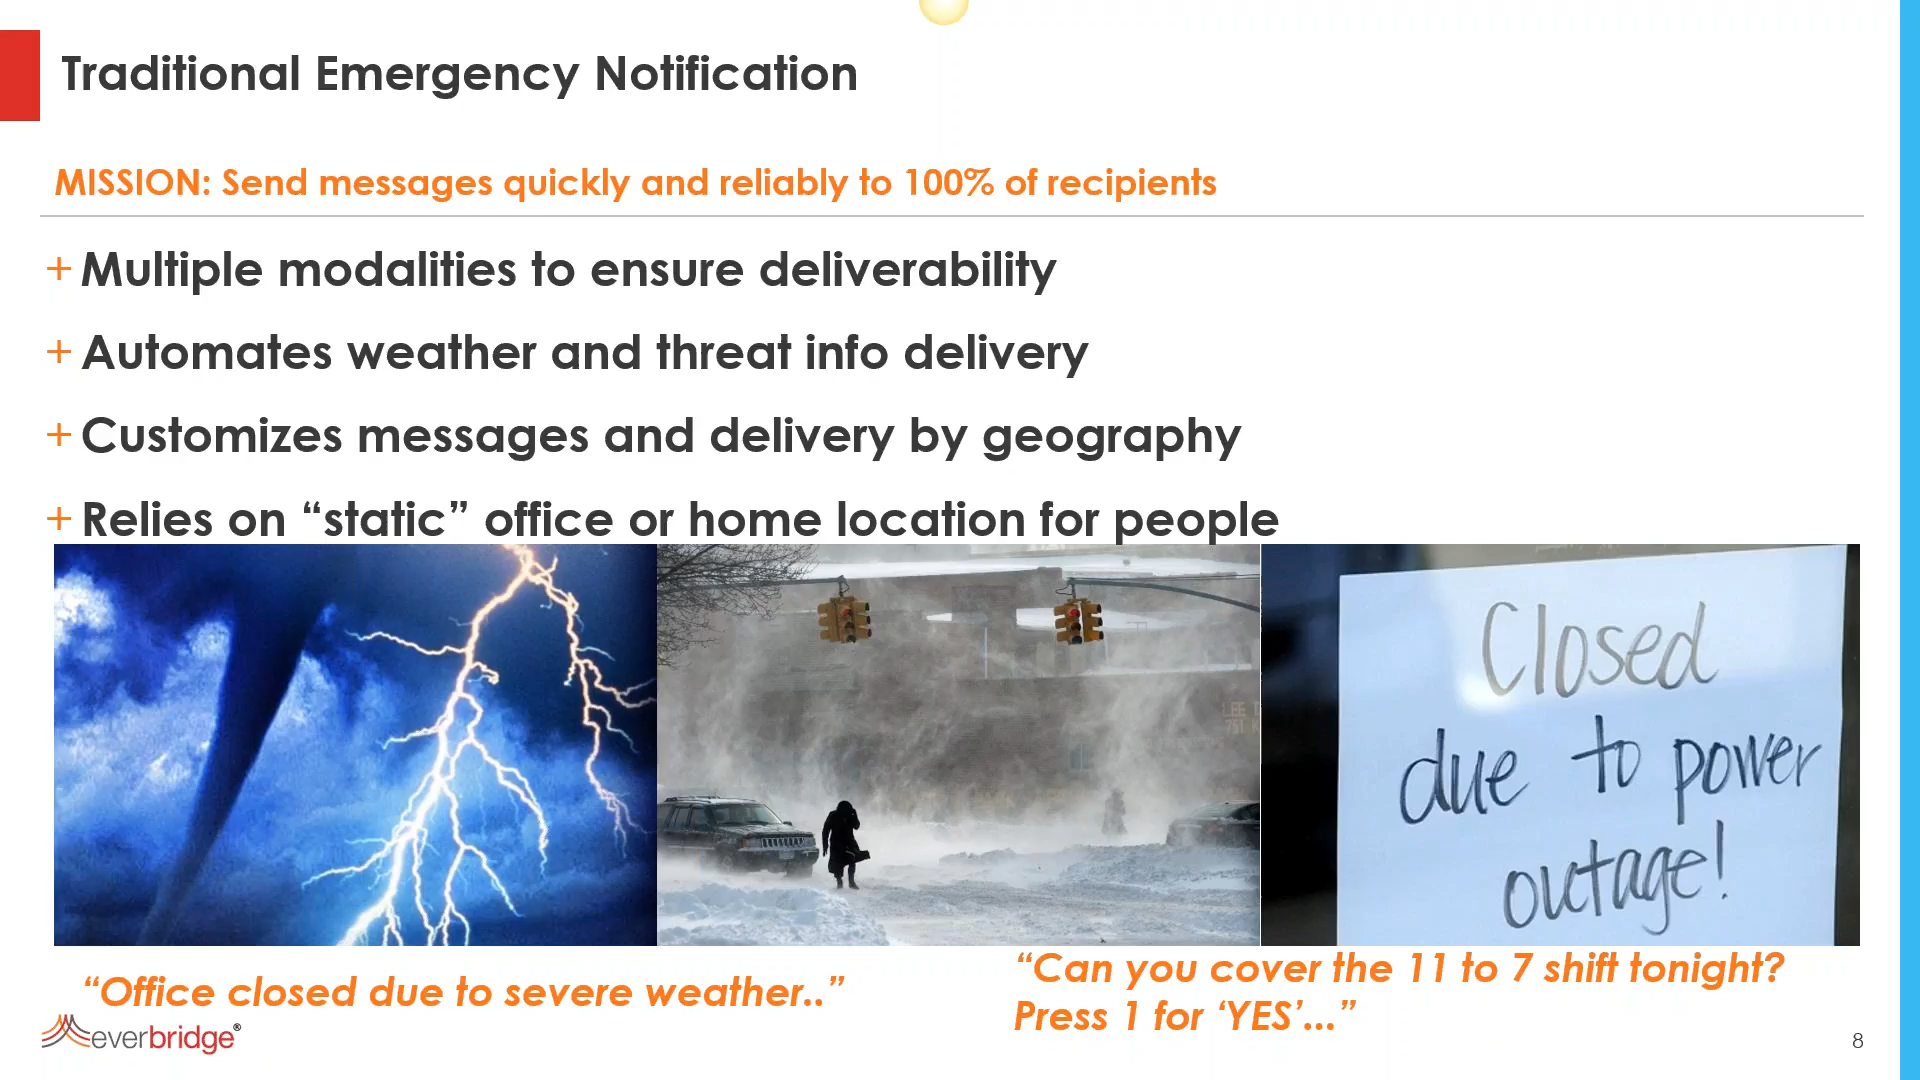 Traditional Emergency Notification
MISSION: Send messages quickly and reliably to 100% of recipients
+ Multiple modalities to ensure deliverability
+ Automates weather and threat info delivery
+ Customizes messages and delivery by geography
+ Relies on “static” office or home location for people
Closed
due to power
outage!
“Office closed due to severe weather..”
“Can you cover the 11 to 7 shift tonight?
Press 1 for ‘YES’...”
everbridge®
8